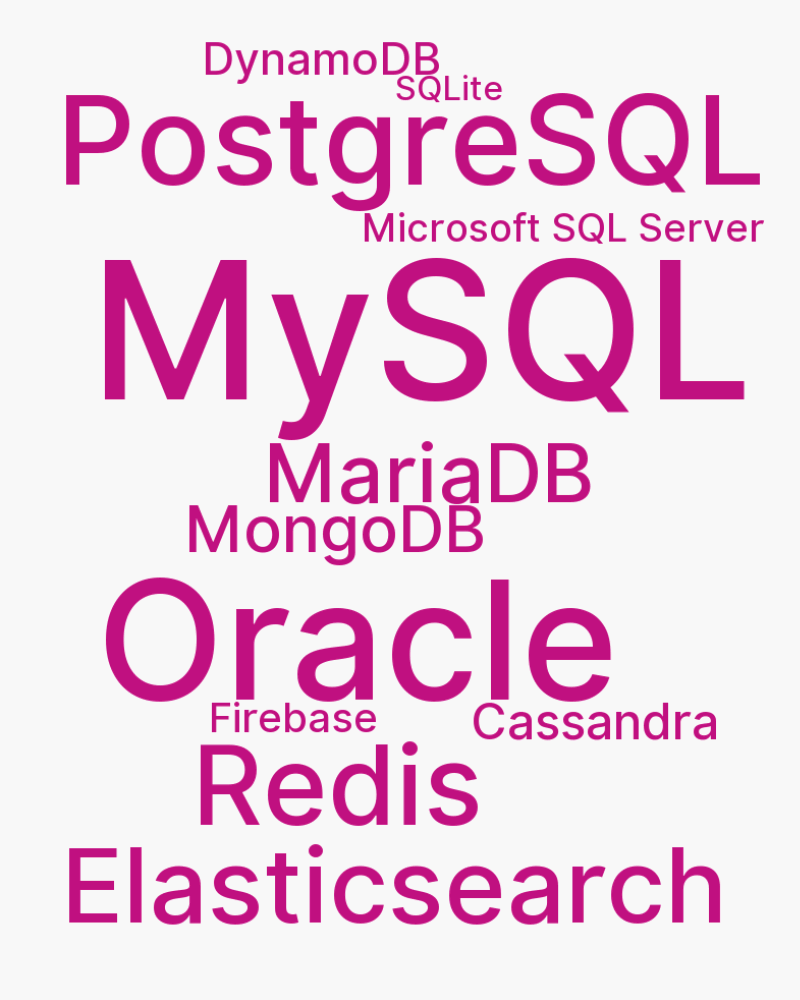 DynamoDB
SQLite
PostgreSQL
Microsoft SQL Server
MySQL
MariaDB
MongoDB
Oracle
Firebase
Cassandra
Redis
Elasticsearch